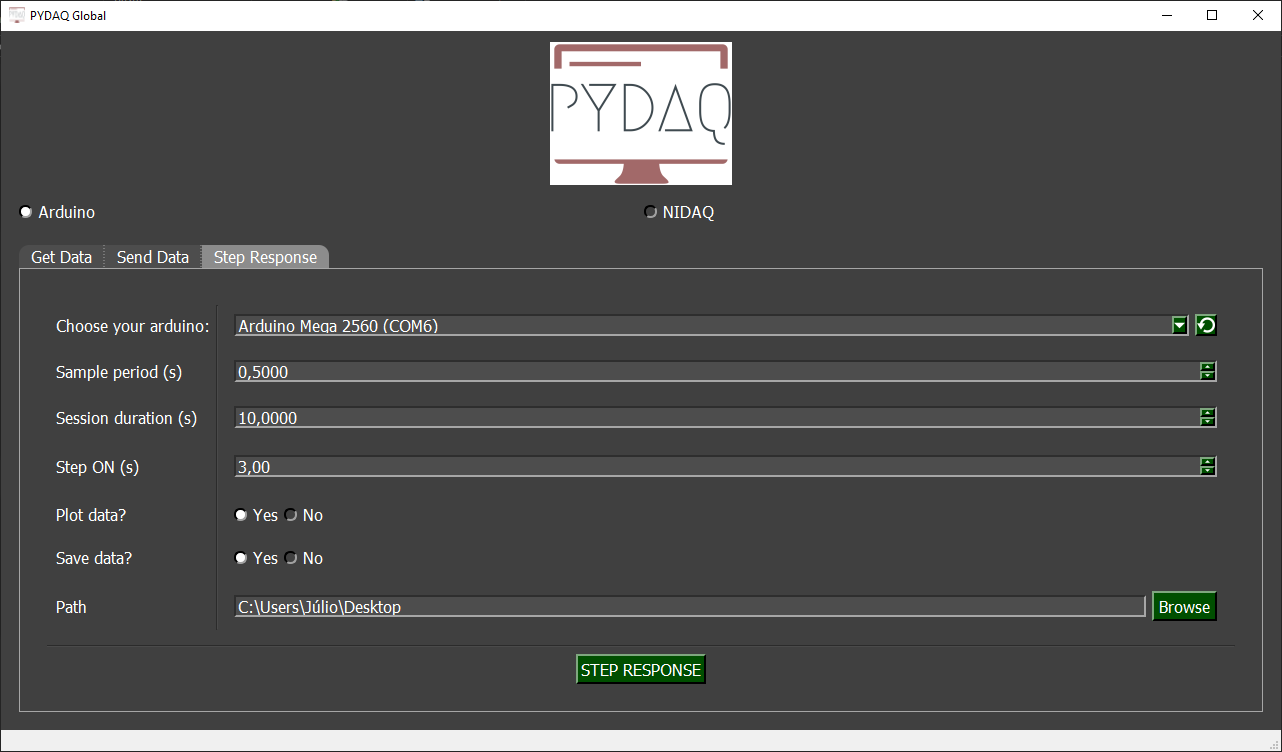 PYDAQ Global
PYDAQ
Arduino NIDAQ
Get Data Send Data Step Response
Choose your arduino: Arduino Mega 2560 (COM6)
Sample period (s) 0,5000
Session duration (s) 10,0000
Step ON (s) 3,00
Plot data? Yes No
Save data? Yes No
Path C:\Users\Júlio\Desktop Browse
STEP RESPONSE